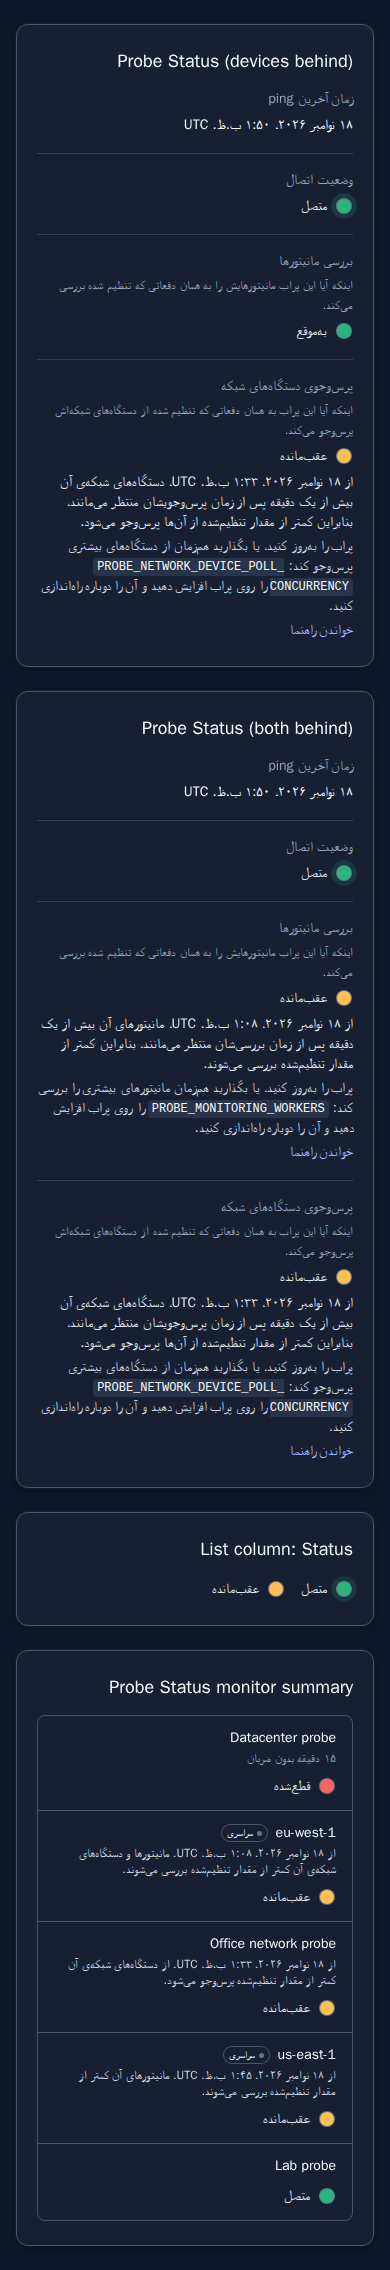 Probe Status (devices behind)
زمان آخرین ping
۱۸ نوامبر ۲۰۲۶، ۱:۵۰ ب.ظ. UTC
وضعیت اتصال
متصل
بررسی مانیتورها
اینکه آیا این پراب مانیتورهایش را به همان دفعاتی که تنظیم شده بررسی
می‌کند.
به‌موقع
پرس‌وجوی دستگاه‌های شبکه
اینکه آیا این پراب به همان دفعاتی که تنظیم شده از دستگاه‌های شبکه‌اش
پرس‌وجو می‌کند.
عقب‌مانده
از ۱۸ نوامبر ۲۰۲۶، ۱:۳۳ ب.ظ. UTC، دستگاه‌های شبکه‌ی آن
بیش از یک دقیقه پس از زمان پرس‌وجویشان منتظر می‌مانند،
بنابراین کمتر از مقدار تنظیم‌شده از آن‌ها پرس‌وجو می‌شود.
پراب را به‌روز کنید، یا بگذارید هم‌زمان از دستگاه‌های بیشتری
پرس‌وجو کند: PROBE_NETWORK_DEVICE_POLL_
CONCURRENCY را روی پراب افزایش دهید و آن را دوباره راه‌اندازی
کنید.
خواندن راهنما
Probe Status (both behind)
زمان آخرین ping
۱۸ نوامبر ۲۰۲۶، ۱:۵۰ ب.ظ. UTC
وضعیت اتصال
متصل
بررسی مانیتورها
اینکه آیا این پراب مانیتورهایش را به همان دفعاتی که تنظیم شده بررسی
می‌کند.
عقب‌مانده
از ۱۸ نوامبر ۲۰۲۶، ۱:۰۸ ب.ظ. UTC، مانیتورهای آن بیش از یک
دقیقه پس از زمان بررسی‌شان منتظر می‌مانند، بنابراین کمتر از
مقدار تنظیم‌شده بررسی می‌شوند.
پراب را به‌روز کنید، یا بگذارید هم‌زمان مانیتورهای بیشتری را بررسی
کند: PROBE_MONITORING_WORKERS را روی پراب افزایش
دهید و آن را دوباره راه‌اندازی کنید.
خواندن راهنما
پرس‌وجوی دستگاه‌های شبکه
اینکه آیا این پراب به همان دفعاتی که تنظیم شده از دستگاه‌های شبکه‌اش
پرس‌وجو می‌کند.
عقب‌مانده
از ۱۸ نوامبر ۲۰۲۶، ۱:۳۳ ب.ظ. UTC، دستگاه‌های شبکه‌ی آن
بیش از یک دقیقه پس از زمان پرس‌وجویشان منتظر می‌مانند،
بنابراین کمتر از مقدار تنظیم‌شده از آن‌ها پرس‌وجو می‌شود.
پراب را به‌روز کنید، یا بگذارید هم‌زمان از دستگاه‌های بیشتری
پرس‌وجو کند: PROBE_NETWORK_DEVICE_POLL_
CONCURRENCY را روی پراب افزایش دهید و آن را دوباره راه‌اندازی
کنید.
خواندن راهنما
List column: Status
متصل عقب‌مانده
Probe Status monitor summary
Datacenter probe
۱۵ دقیقه بدون ضربان
قطع‌شده
eu-west-1 سراسری
از ۱۸ نوامبر ۲۰۲۶، ۱:۰۸ ب.ظ. UTC، مانیتورها و دستگاه‌های
شبکه‌ی آن کمتر از مقدار تنظیم‌شده بررسی می‌شوند.
عقب‌مانده
Office network probe
از ۱۸ نوامبر ۲۰۲۶، ۱:۳۳ ب.ظ. UTC، از دستگاه‌های شبکه‌ی آن
کمتر از مقدار تنظیم‌شده پرس‌وجو می‌شود.
عقب‌مانده
us-east-1 سراسری
از ۱۸ نوامبر ۲۰۲۶، ۱:۴۵ ب.ظ. UTC، مانیتورهای آن کمتر از
مقدار تنظیم‌شده بررسی می‌شوند.
عقب‌مانده
Lab probe
متصل